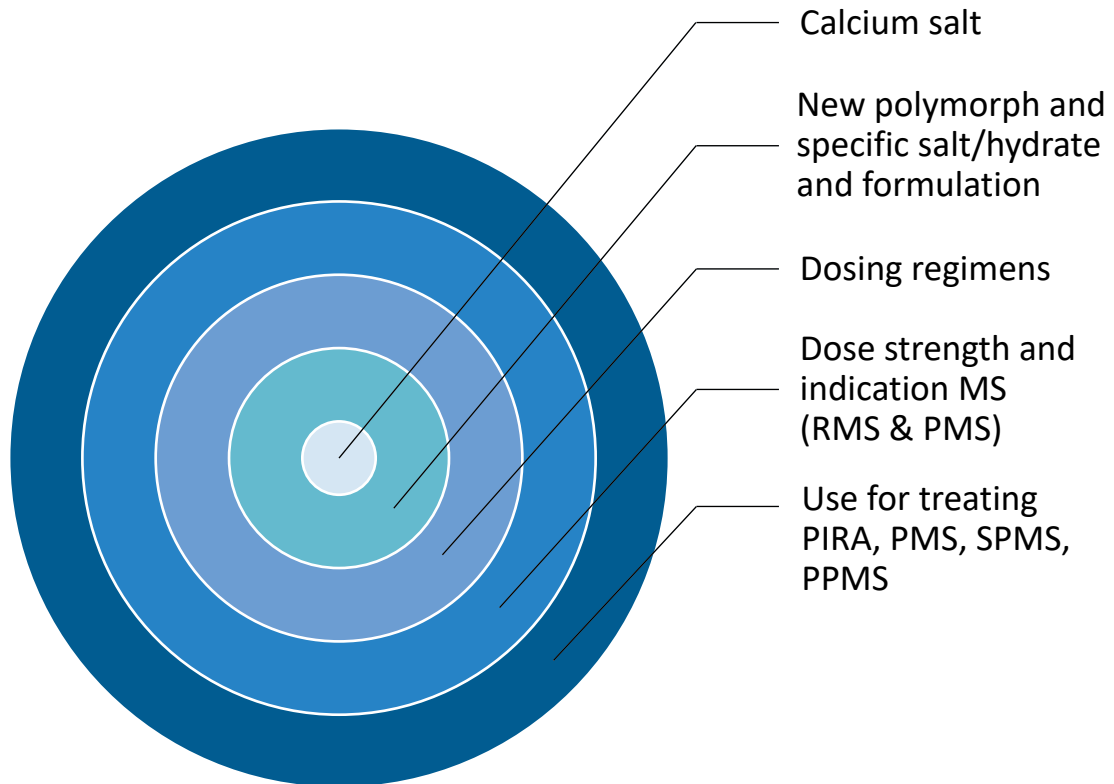 Calcium salt
New polymorph and
specific salt/hydrate
and formulation
Dosing regimens
Dose strength and
indication MS
(RMS & PMS)
Use for treating
PIRA, PMS, SPMS,
PPMS